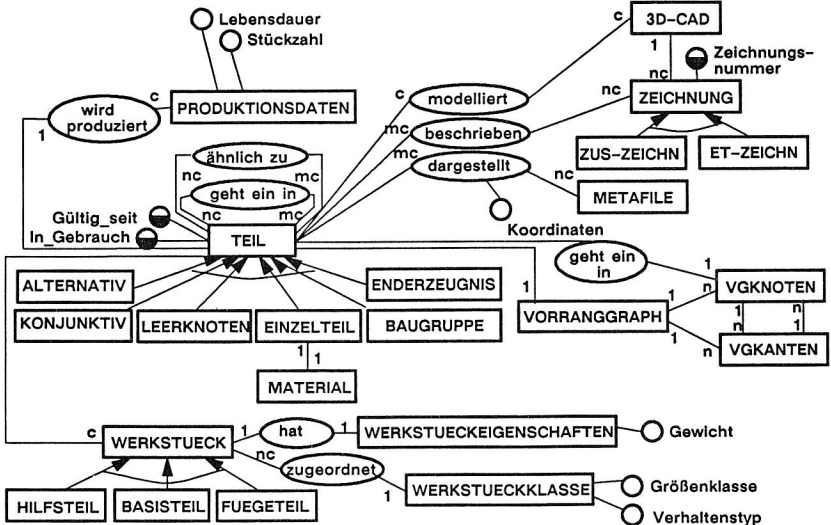 Lebensdauer
Stückzahl
c
3D-CAD
1
Zeichnungs-
nummer
c
wird
produziert
1
PRODUKTIONSDATEN
c
modelliert
nc
nc
ZEICHNUNG
mc
beschrieben
ähnlich zu
nc
mc
mc
dargestellt
ZUS-ZEICHN
ET-ZEICHN
geht ein in
nc
mc
nc
METAFILE
Gültig_seit
In_Gebrauch
TEIL
Koordinaten
geht ein
in
1
ALTERNATIV
ENDERZEUGNIS
n
VGKNOTEN
1
1
KONJUNKTIV
LEERKNOTEN
EINZELTEIL
BAUGRUPPE
VORRANGGRAPH
1
n
n
1
1
n
VGKANTEN
1
1
MATERIAL
c
WERKSTUECK
1
hat
1
WERKSTUECKEIGENSCHAFTEN
Gewicht
nc
zugeordnet
1
WERKSTUECKKLASSE
Größenklasse
HILFSTEIL
BASISTEIL
FUEGETEIL
Verhaltenstyp